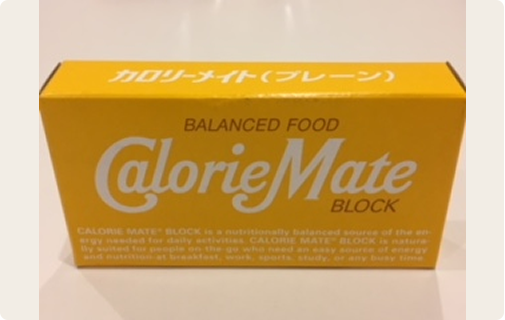 カロリーメイト(プレーン)
BALANCED FOOD
CalorieMate
BLOCK
CALORIE MATE® BLOCK is a nutritionally balanced source of the en-
ergy needed for daily activities. CALORIE MATE® BLOCK is natural-
ly suited for people on-the-go who need an easy source of energy
and nutrition at breakfast, work, sports, study, or any busy time.